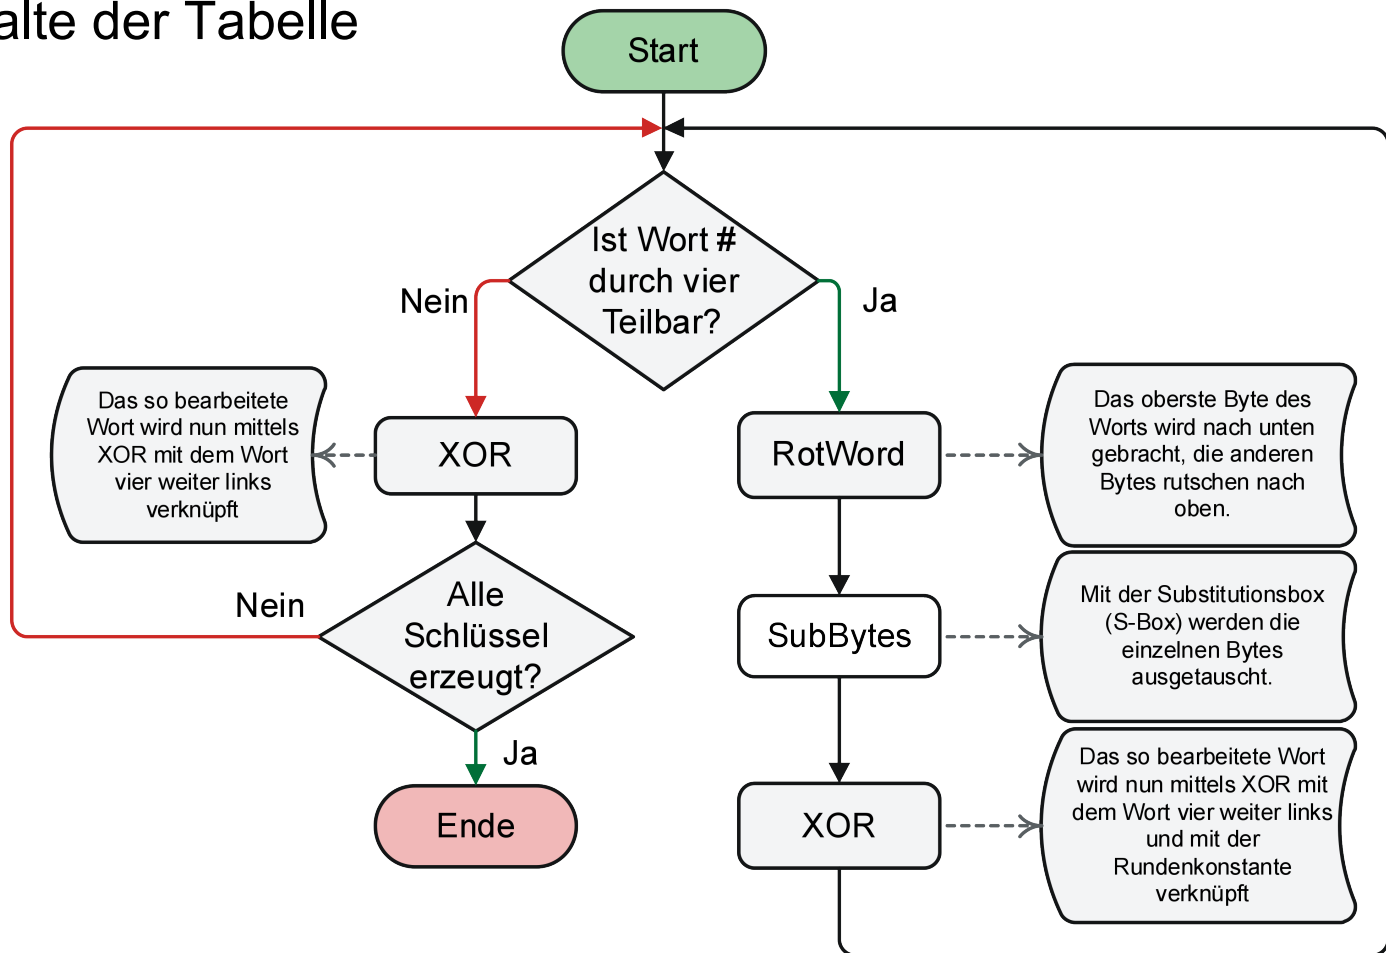 alte der Tabelle
Start
Ist Wort #
durch vier
Teilbar?
Nein
Ja
Das so bearbeitete
Wort wird nun mittels
XOR mit dem Wort
vier weiter links
verknüpft
XOR
RotWord
Das oberste Byte des
Worts wird nach unten
gebracht, die anderen
Bytes rutschen nach
oben.
Nein
Alle
Schlüssel
erzeugt?
SubBytes
Mit der Substitutionsbox
(S-Box) werden die
einzelnen Bytes
ausgetauscht.
Ja
Ende
XOR
Das so bearbeitete Wort
wird nun mittels XOR mit
dem Wort vier weiter links
und mit der
Rundenkonstante
verknüpft